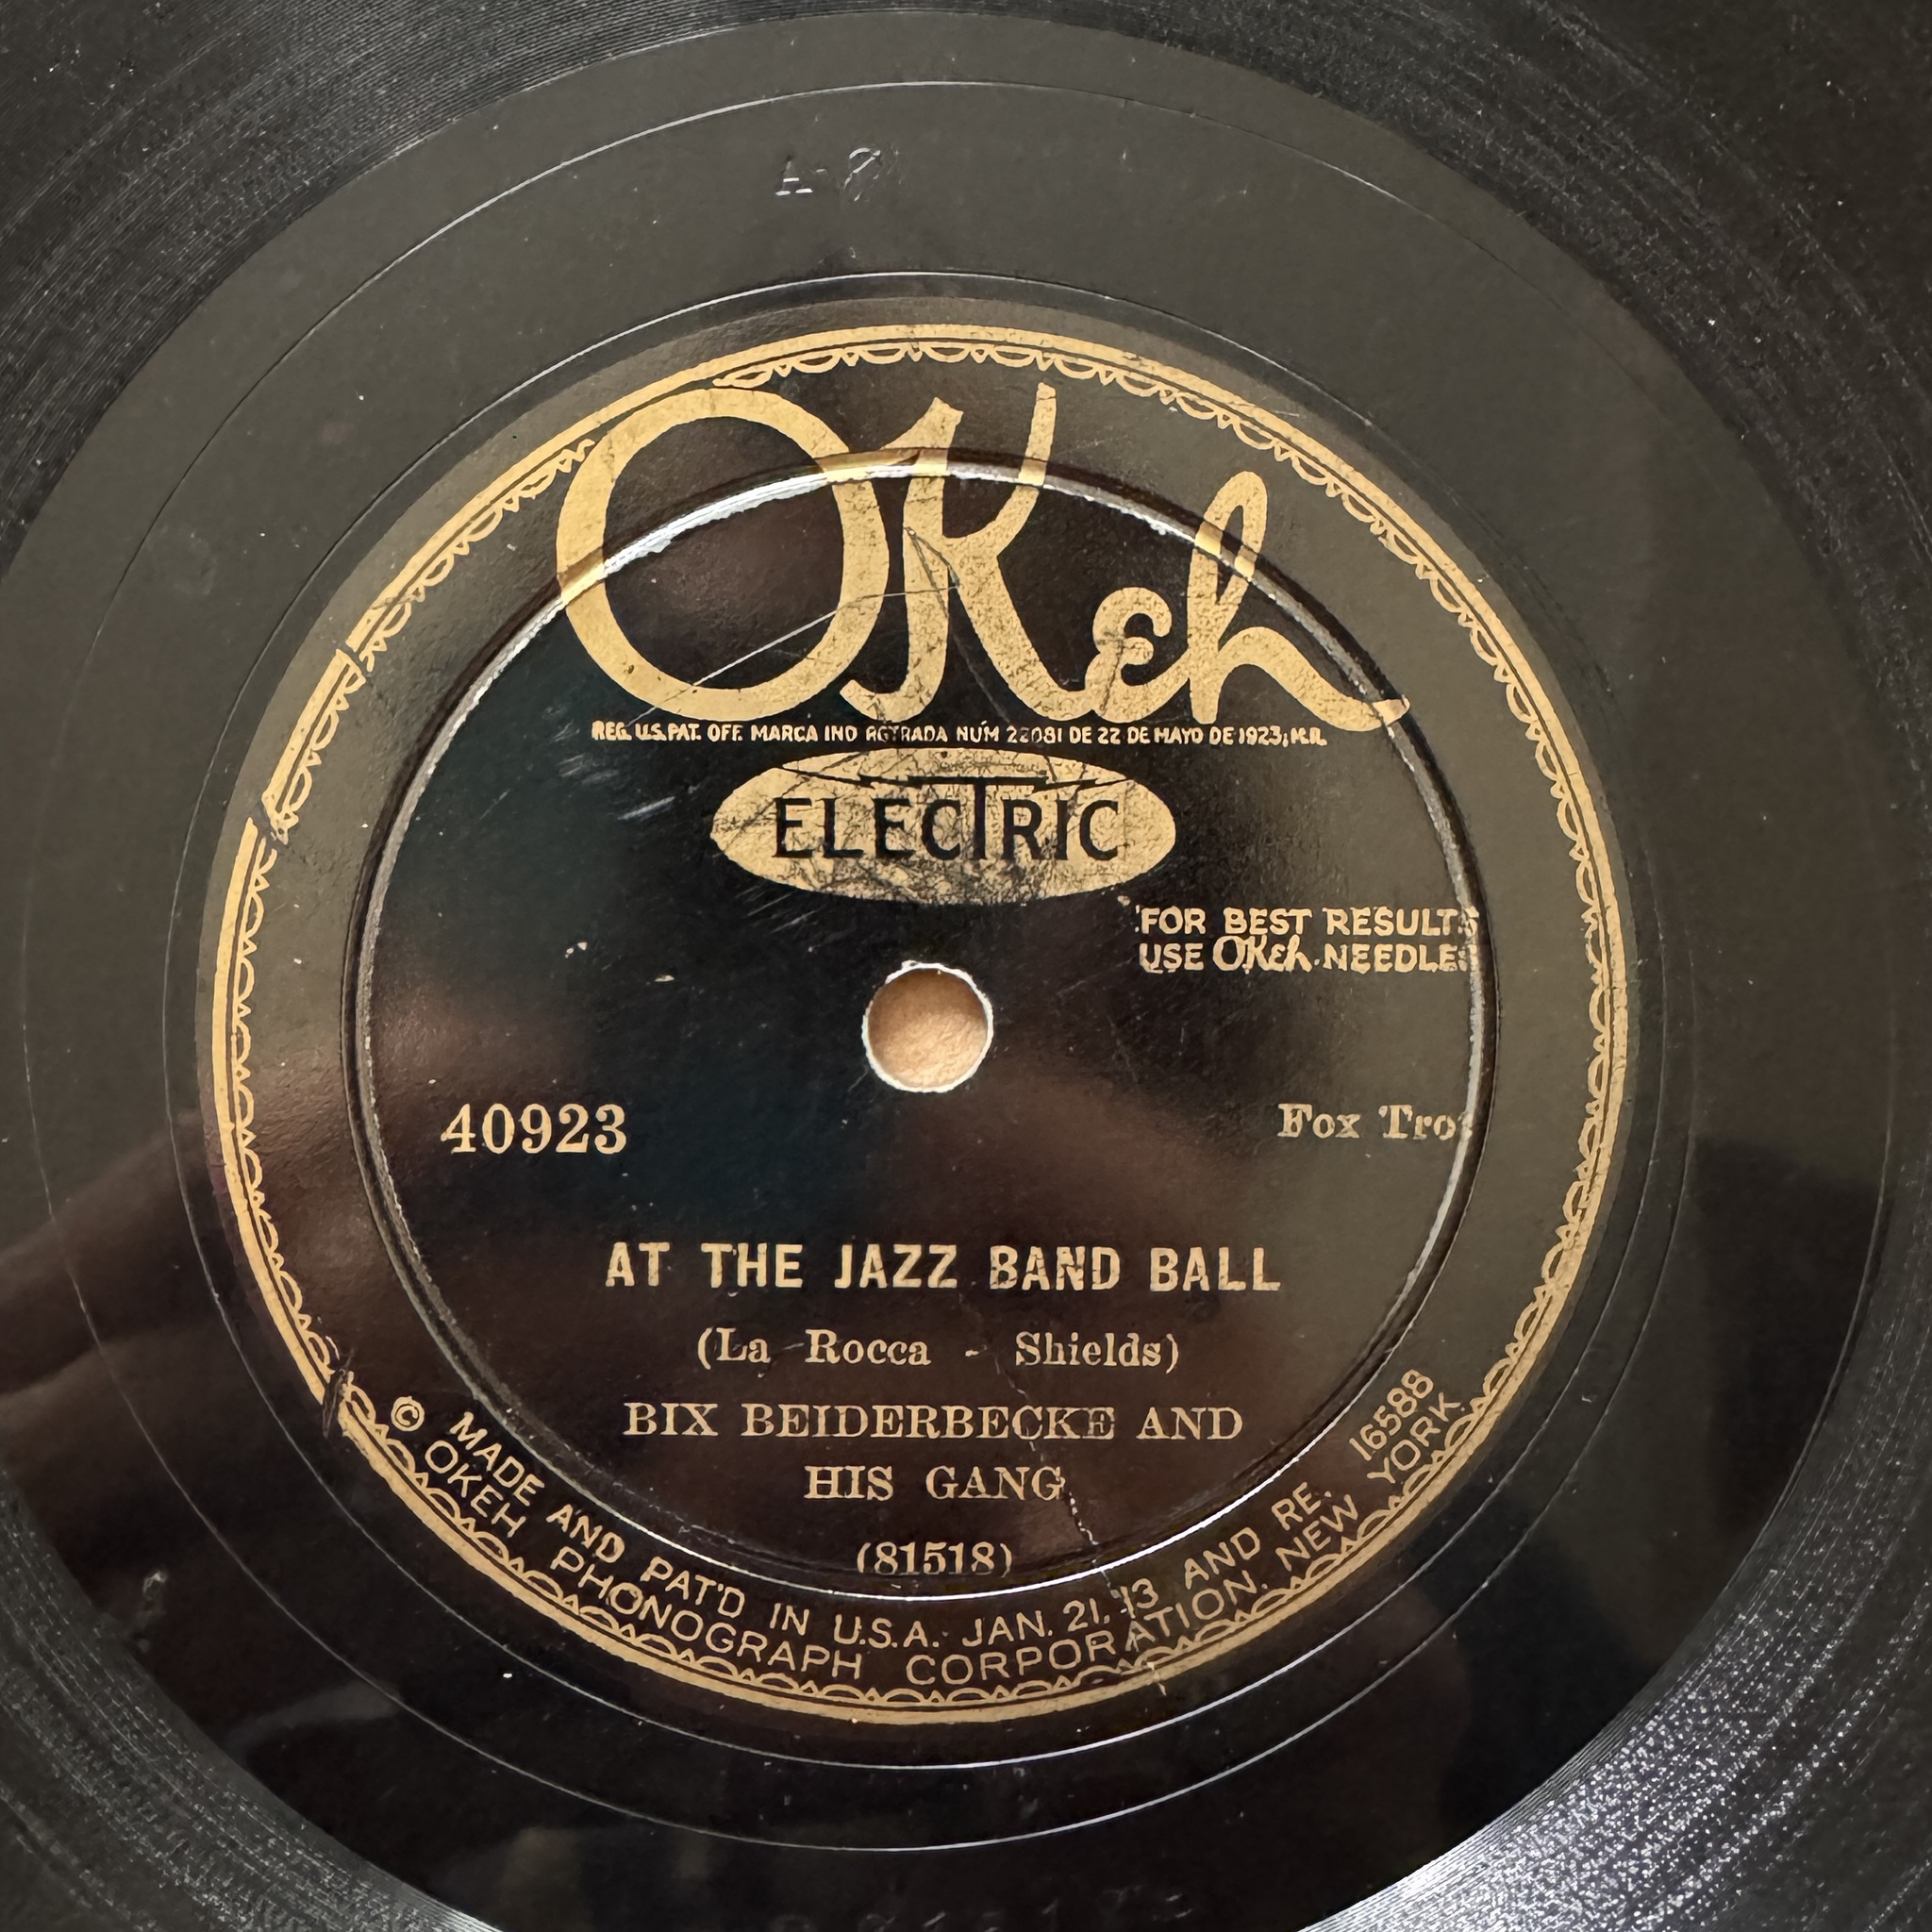 OKeh
REG. U.S. PAT. OFF. MARCA IND RGTRADA NÚM 22081 DE 22 DE MAYO DE 1923, M.R.
ELECTRIC
FOR BEST RESULTS
USE OKeh NEEDLES
40923
Fox Trot
AT THE JAZZ BAND BALL
(La Rocca - Shields)
BIX BEIDERBECKE AND
HIS GANG
(81518)
© MADE AND PAT'D IN U.S.A. JAN. 21, '13 AND RE. 16588
OKEH PHONOGRAPH CORPORATION. NEW YORK.